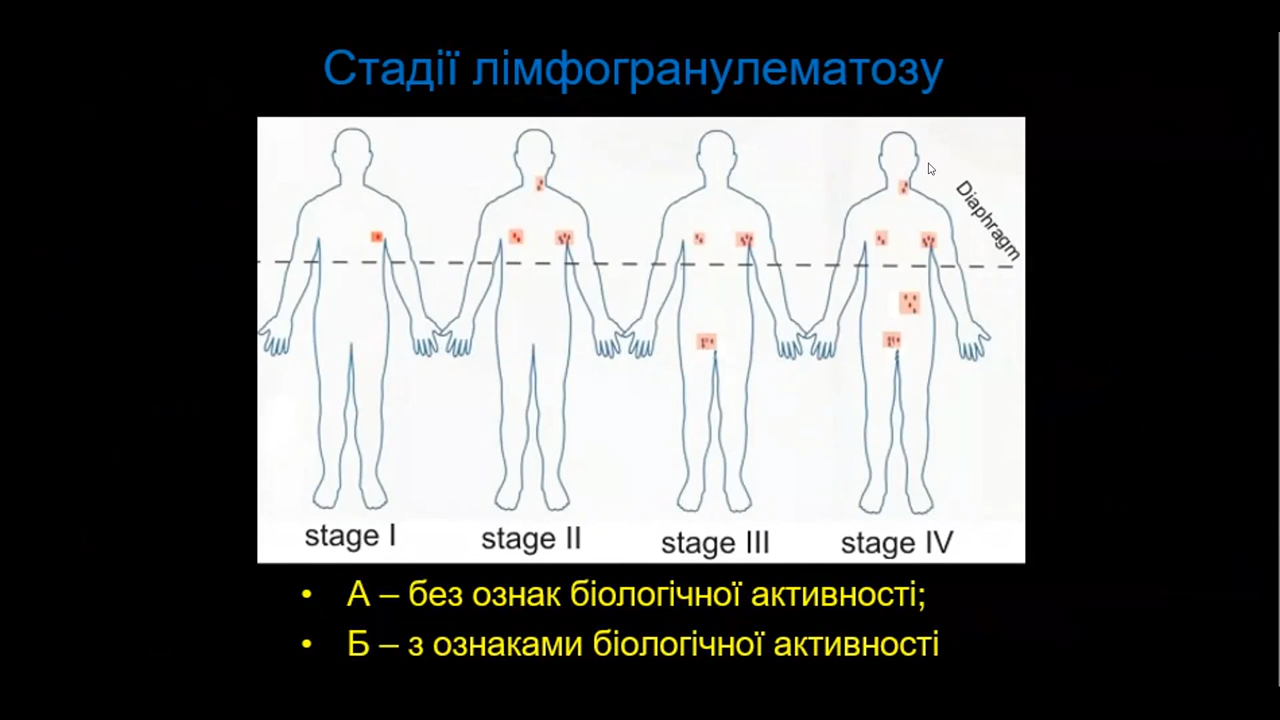 Стадії лімфогранулематозу
Diaphragm
stage I
stage II
stage III
stage IV
• А – без ознак біологічної активності;
• Б – з ознаками біологічної активності